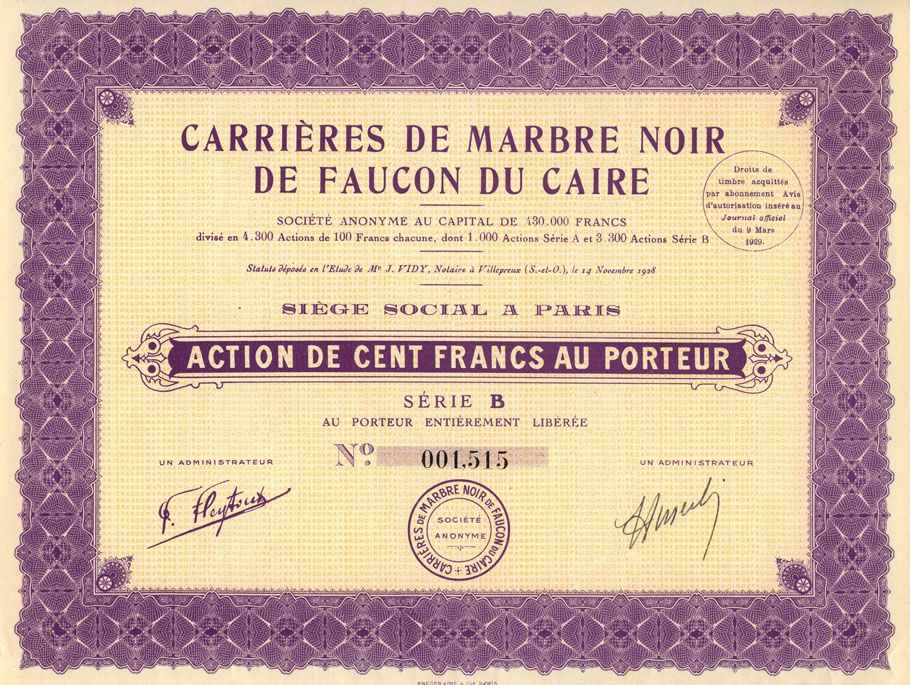 CARRIÈRES DE MARBRE NOIR
DE FAUCON DU CAIRE
SOCIÉTÉ ANONYME AU CAPITAL DE 430.000 FRANCS
divisé en 4.300 Actions de 100 Francs chacune, dont 1.000 Actions Série A et 3.300 Actions Série B
Droits de
timbre acquittés
par abonnement Avis
d'autorisation inséré au
Journal officiel
du 9 Mars
1929.
Statuts déposés en l'Etude de Me J. VIDY, Notaire à Villepreux (S.-et-O.), le 14 Novembre 1928
SIÈGE SOCIAL A PARIS
ACTION DE CENT FRANCS AU PORTEUR
SÉRIE B
AU PORTEUR ENTIÈREMENT LIBÉRÉE
No. 001,515
UN ADMINISTRATEUR
UN ADMINISTRATEUR
CARRIÈRES DE MARBRE NOIR DE FAUCON DU CAIRE +
SOCIÉTÉ
ANONYME